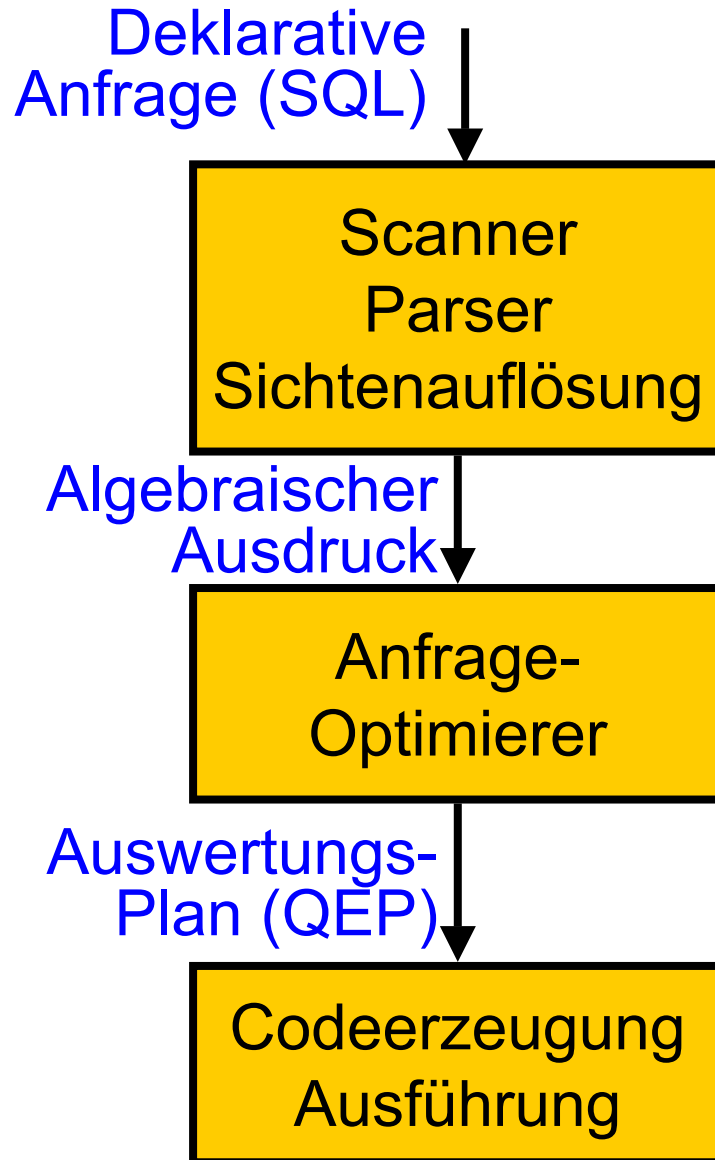 Deklarative
Anfrage (SQL)
Scanner
Parser
Sichtenauflösung
Algebraischer
Ausdruck
Anfrage-
Optimierer
Auswertungs-
Plan (QEP)
Codeerzeugung
Ausführung